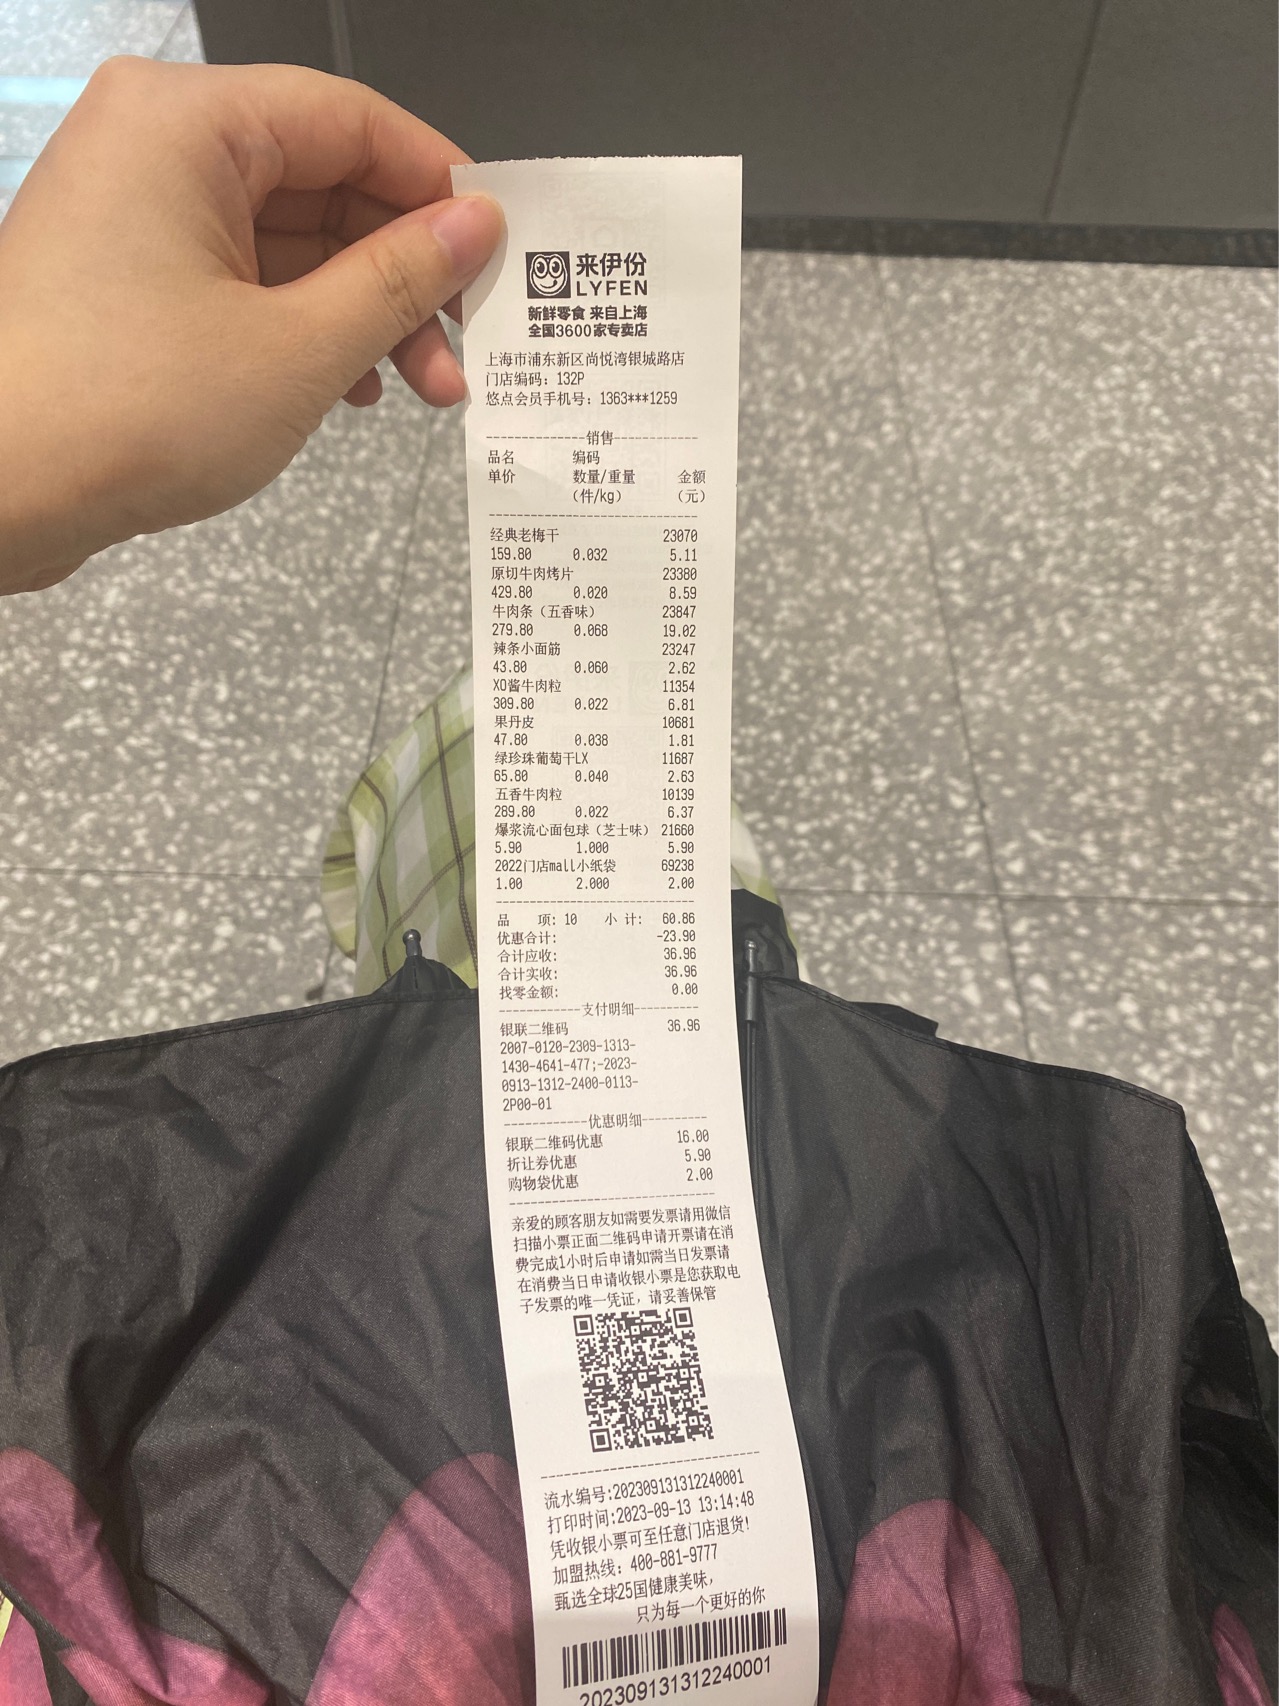 来伊份
LYFEN
新鲜零食 来自上海
全国3600家专卖店
上海市浦东新区尚悦湾银城路店
门店编码：132P
悠点会员手机号：1363***1259
--------------销售------------
品名 编码
单价 数量/重量 金额
（件/kg） （元）
------------------------------
经典老梅干 23070
159.80 0.032 5.11
原切牛肉烤片 23380
429.80 0.020 8.59
牛肉条（五香味） 23847
279.80 0.068 19.02
辣条小面筋 23247
43.80 0.060 2.62
XO酱牛肉粒 11354
309.80 0.022 6.81
果丹皮 10681
47.80 0.038 1.81
绿珍珠葡萄干LX 11687
65.80 0.040 2.63
五香牛肉粒 10139
289.80 0.022 6.37
爆浆流心面包球（芝士味） 21660
5.90 1.000 5.90
2022门店mall小纸袋 69238
1.00 2.000 2.00
------------------------------
品 项: 10 小 计: 60.86
优惠合计: -23.90
合计应收: 36.96
合计实收: 36.96
找零金额: 0.00
------------支付明细----------
银联二维码 36.96
2007-0120-2309-1313-
1430-4641-477;-2023-
0913-1312-2400-0113-
2P00-01
------------优惠明细----------
银联二维码优惠 16.00
折让券优惠 5.90
购物袋优惠 2.00
------------------------------
亲爱的顾客朋友如需要发票请用微信
扫描小票正面二维码申请开票请在消
费完成1小时后申请如需当日发票请
在消费当日申请收银小票是您获取电
子发票的唯一凭证，请妥善保管
------------------------------
流水编号:202309131312240001
打印时间:2023-09-13 13:14:48
凭收银小票可至任意门店退货!
加盟热线：400-881-9777
甄选全球25国健康美味，
只为每一个更好的你
202309131312240001